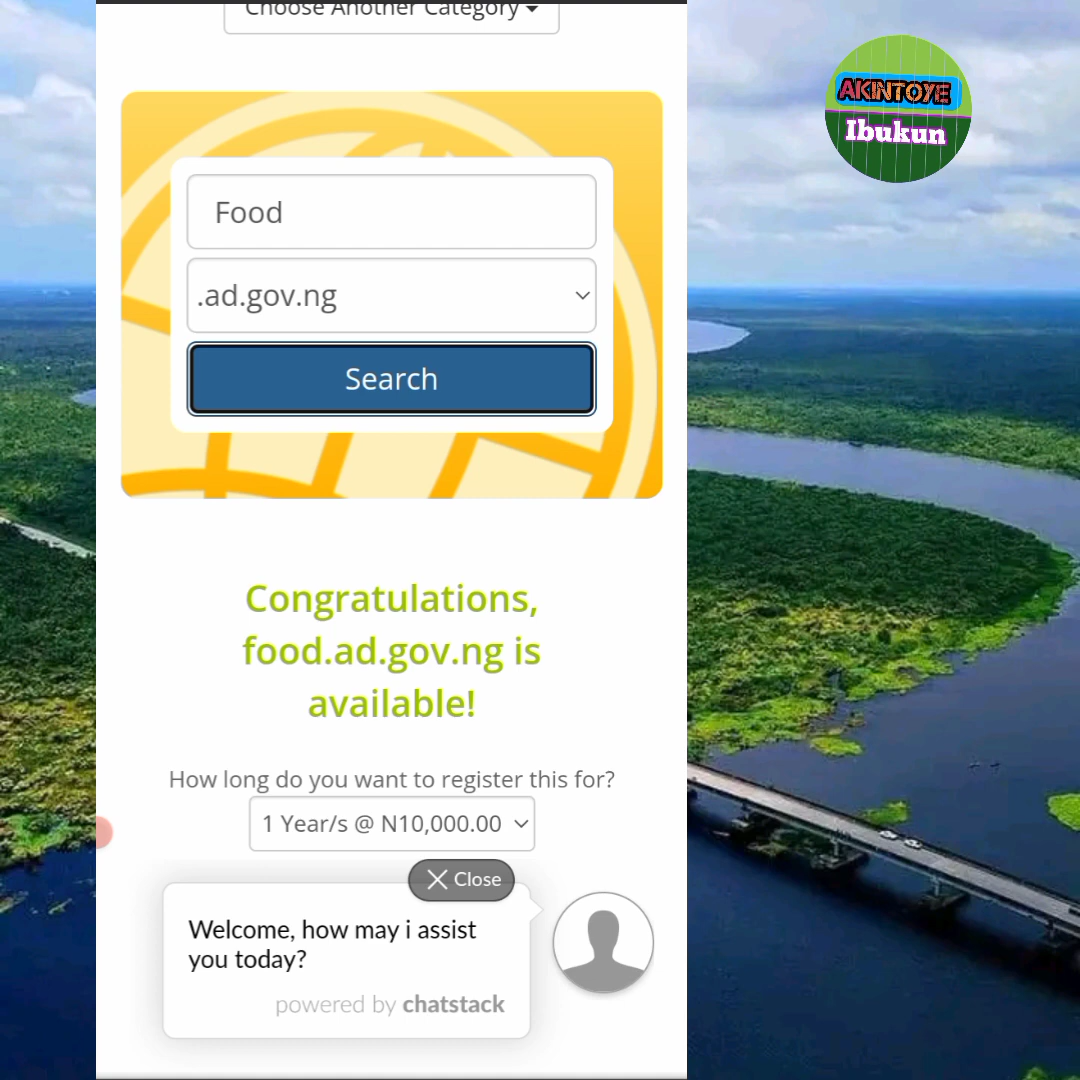 Choose Another Category
AKINTOYE
Ibukun
Food
.ad.gov.ng
Search
Congratulations,
food.ad.gov.ng is
available!
How long do you want to register this for?
1 Year/s @ N10,000.00
Close
Welcome, how may i assist
you today?
powered by chatstack